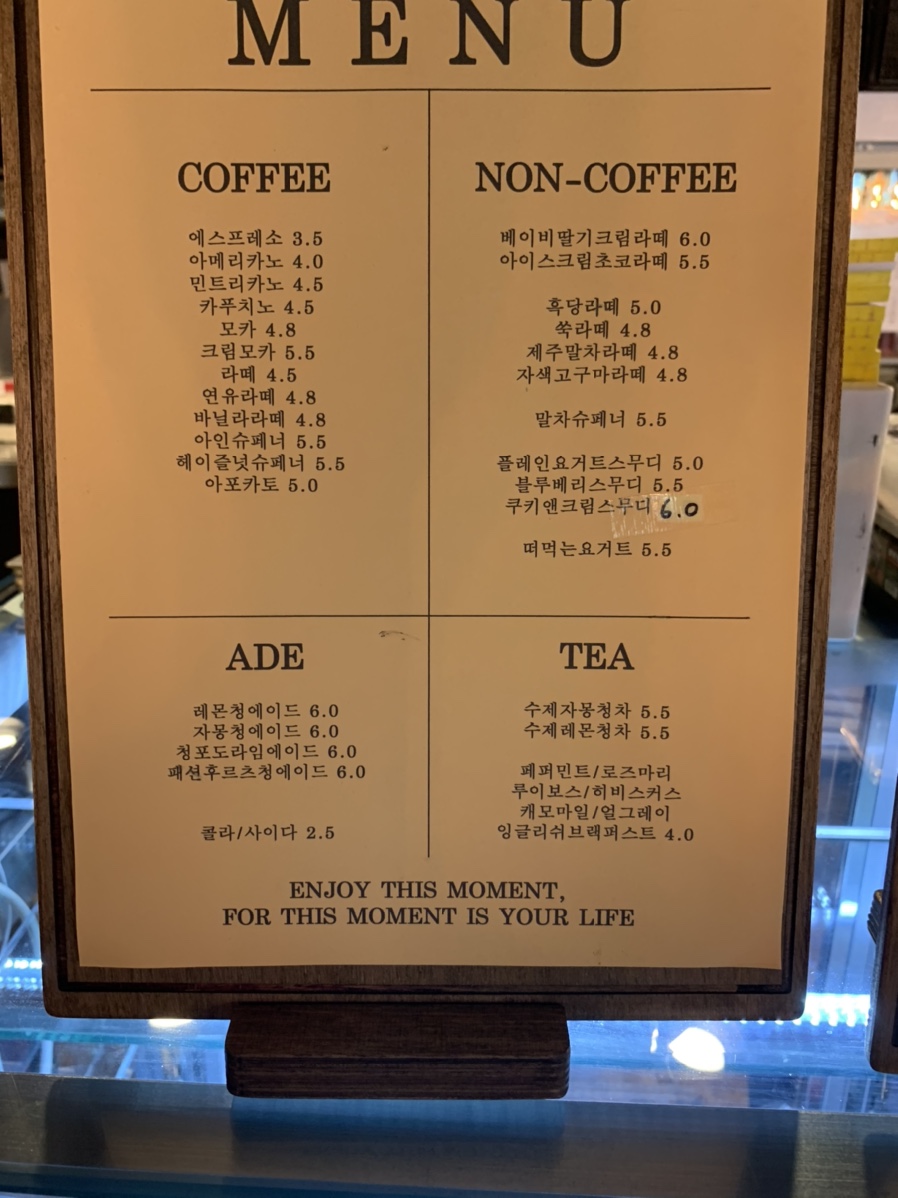 MENU
COFFEE
에스프레소 3.5
아메리카노 4.0
민트리카노 4.5
카푸치노 4.5
모카 4.8
크림모카 5.5
라떼 4.5
연유라떼 4.8
바닐라라떼 4.8
아인슈페너 5.5
헤이즐넛슈페너 5.5
아포카토 5.0
NON-COFFEE
베이비딸기크림라떼 6.0
아이스크림초코라떼 5.5
흑당라떼 5.0
쑥라떼 4.8
제주말차라떼 4.8
자색고구마라떼 4.8
말차슈페너 5.5
플레인요거트스무디 5.0
블루베리스무디 5.5
쿠키앤크림스무디 6.0
떠먹는요거트 5.5
ADE
레몬청에이드 6.0
자몽청에이드 6.0
청포도라임에이드 6.0
패션후르츠청에이드 6.0
콜라/사이다 2.5
TEA
수제자몽청차 5.5
수제레몬청차 5.5
페퍼민트/로즈마리
루이보스/히비스커스
캐모마일/얼그레이
잉글리쉬브랙퍼스트 4.0
ENJOY THIS MOMENT,
FOR THIS MOMENT IS YOUR LIFE